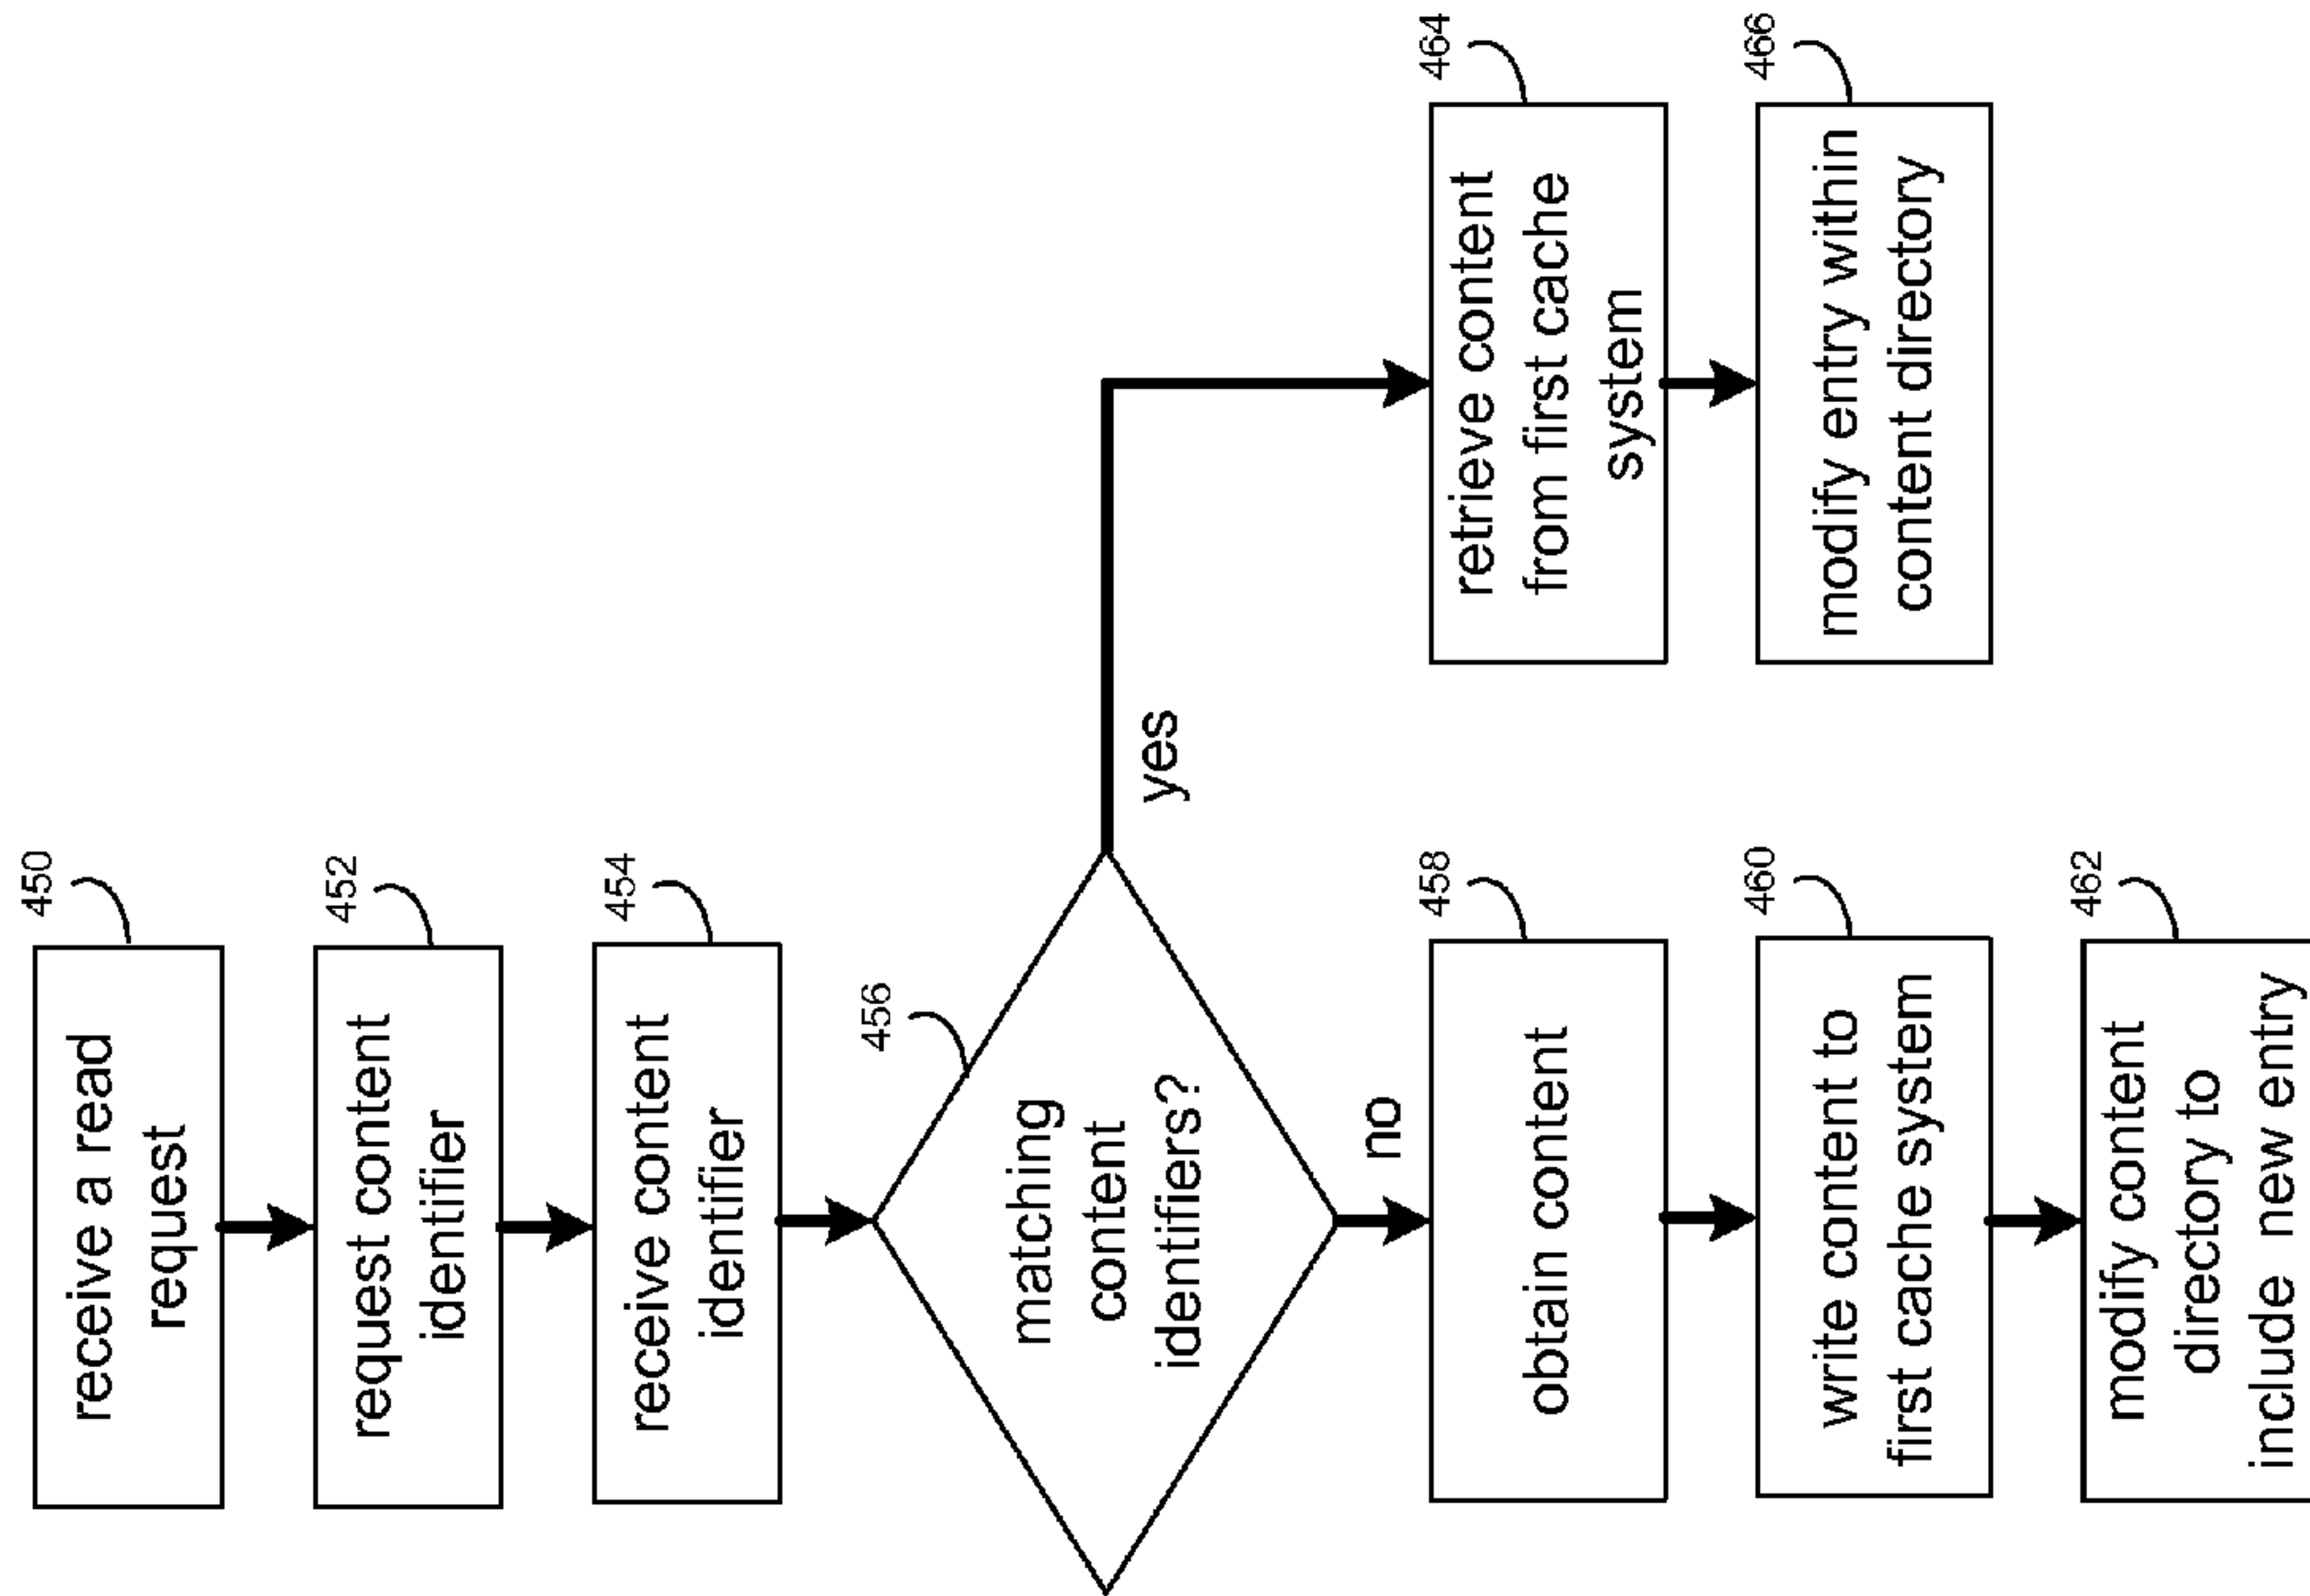 450
receive a read
request
452
request content
identifier
454
receive content
identifier
456
matching
content
identifiers?
yes
no
458
obtain content
460
write content to
first cache system
462
modify content
directory to
include new entry
464
retrieve content
from first cache
system
466
modify entry within
content directory